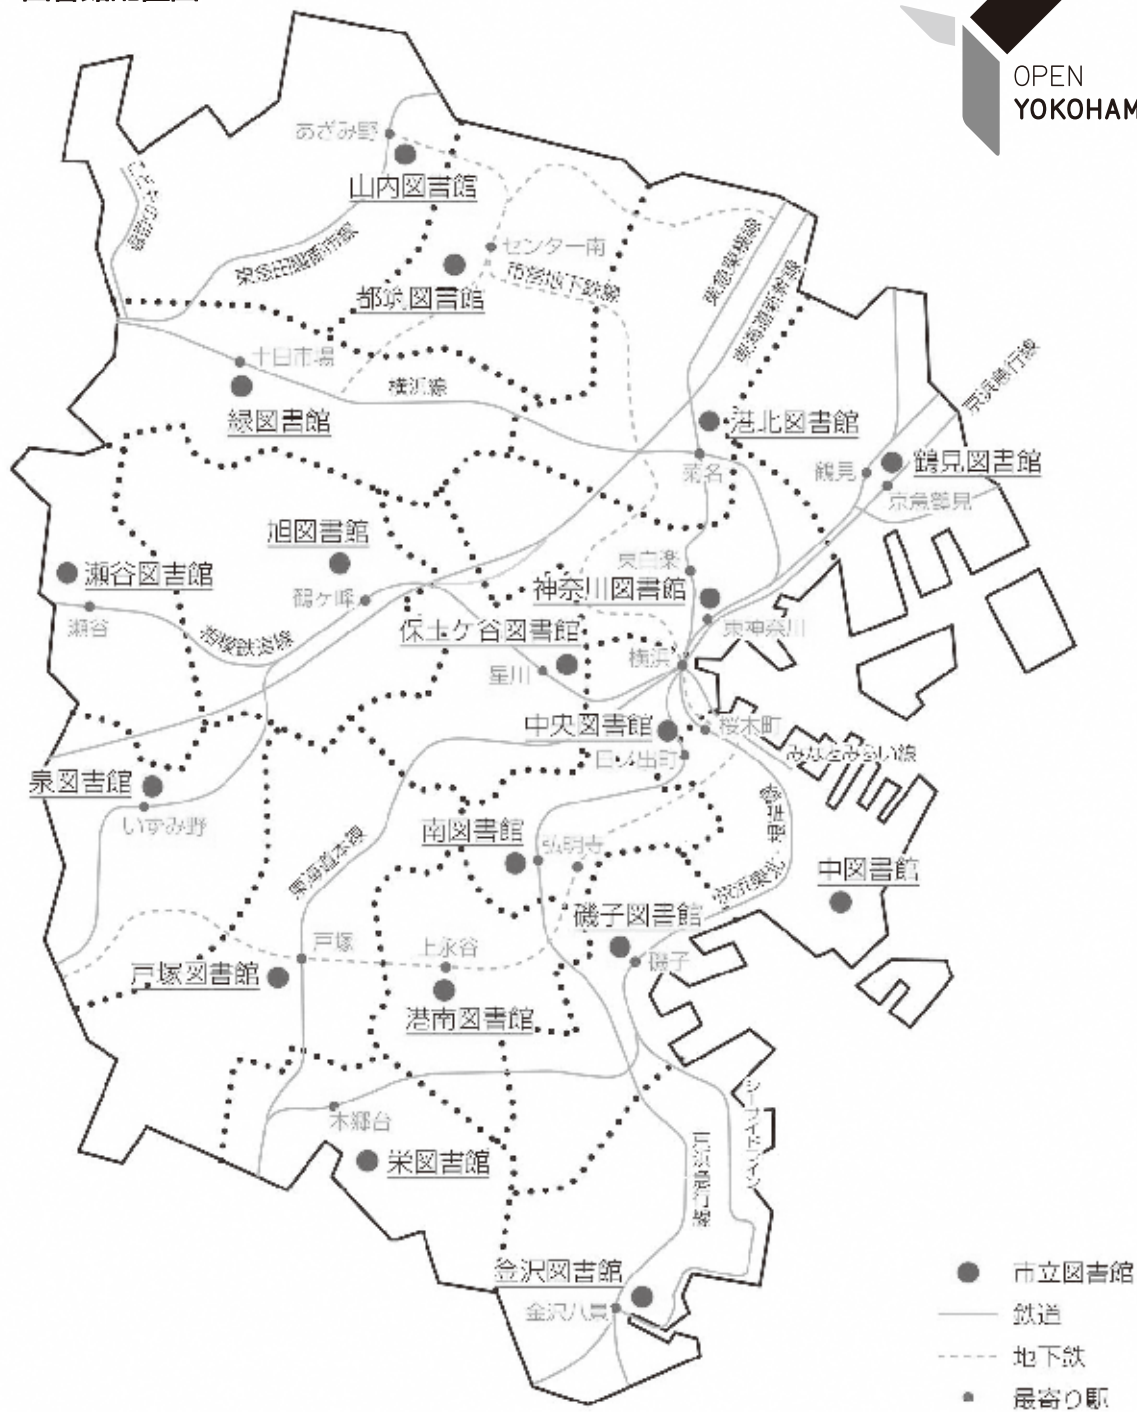 OPEN
YOKOHAM
あざみ野
山内図書館
こどもの国線
東急田園都市線
センター南
市営地下鉄線
都筑図書館
東急東横線
東海道新幹線
十日市場
横浜線
緑図書館
京浜急行線
港北図書館
菊名
鶴見
鶴見図書館
京急鶴見
旭図書館
瀬谷図書館
瀬谷
鶴ヶ峰
相模鉄道線
東白楽
神奈川図書館
東神奈川
保土ケ谷図書館
星川
横浜
中央図書館
桜木町
日ノ出町
みなとみらい線
泉図書館
いずみ野
東海道本線
南図書館
弘明寺
京浜東北・根岸線
中図書館
磯子図書館
磯子
戸塚
上永谷
戸塚図書館
港南図書館
本郷台
栄図書館
シーサイドライン
京浜急行線
金沢図書館
金沢八景
市立図書館
鉄道
地下鉄
最寄り駅